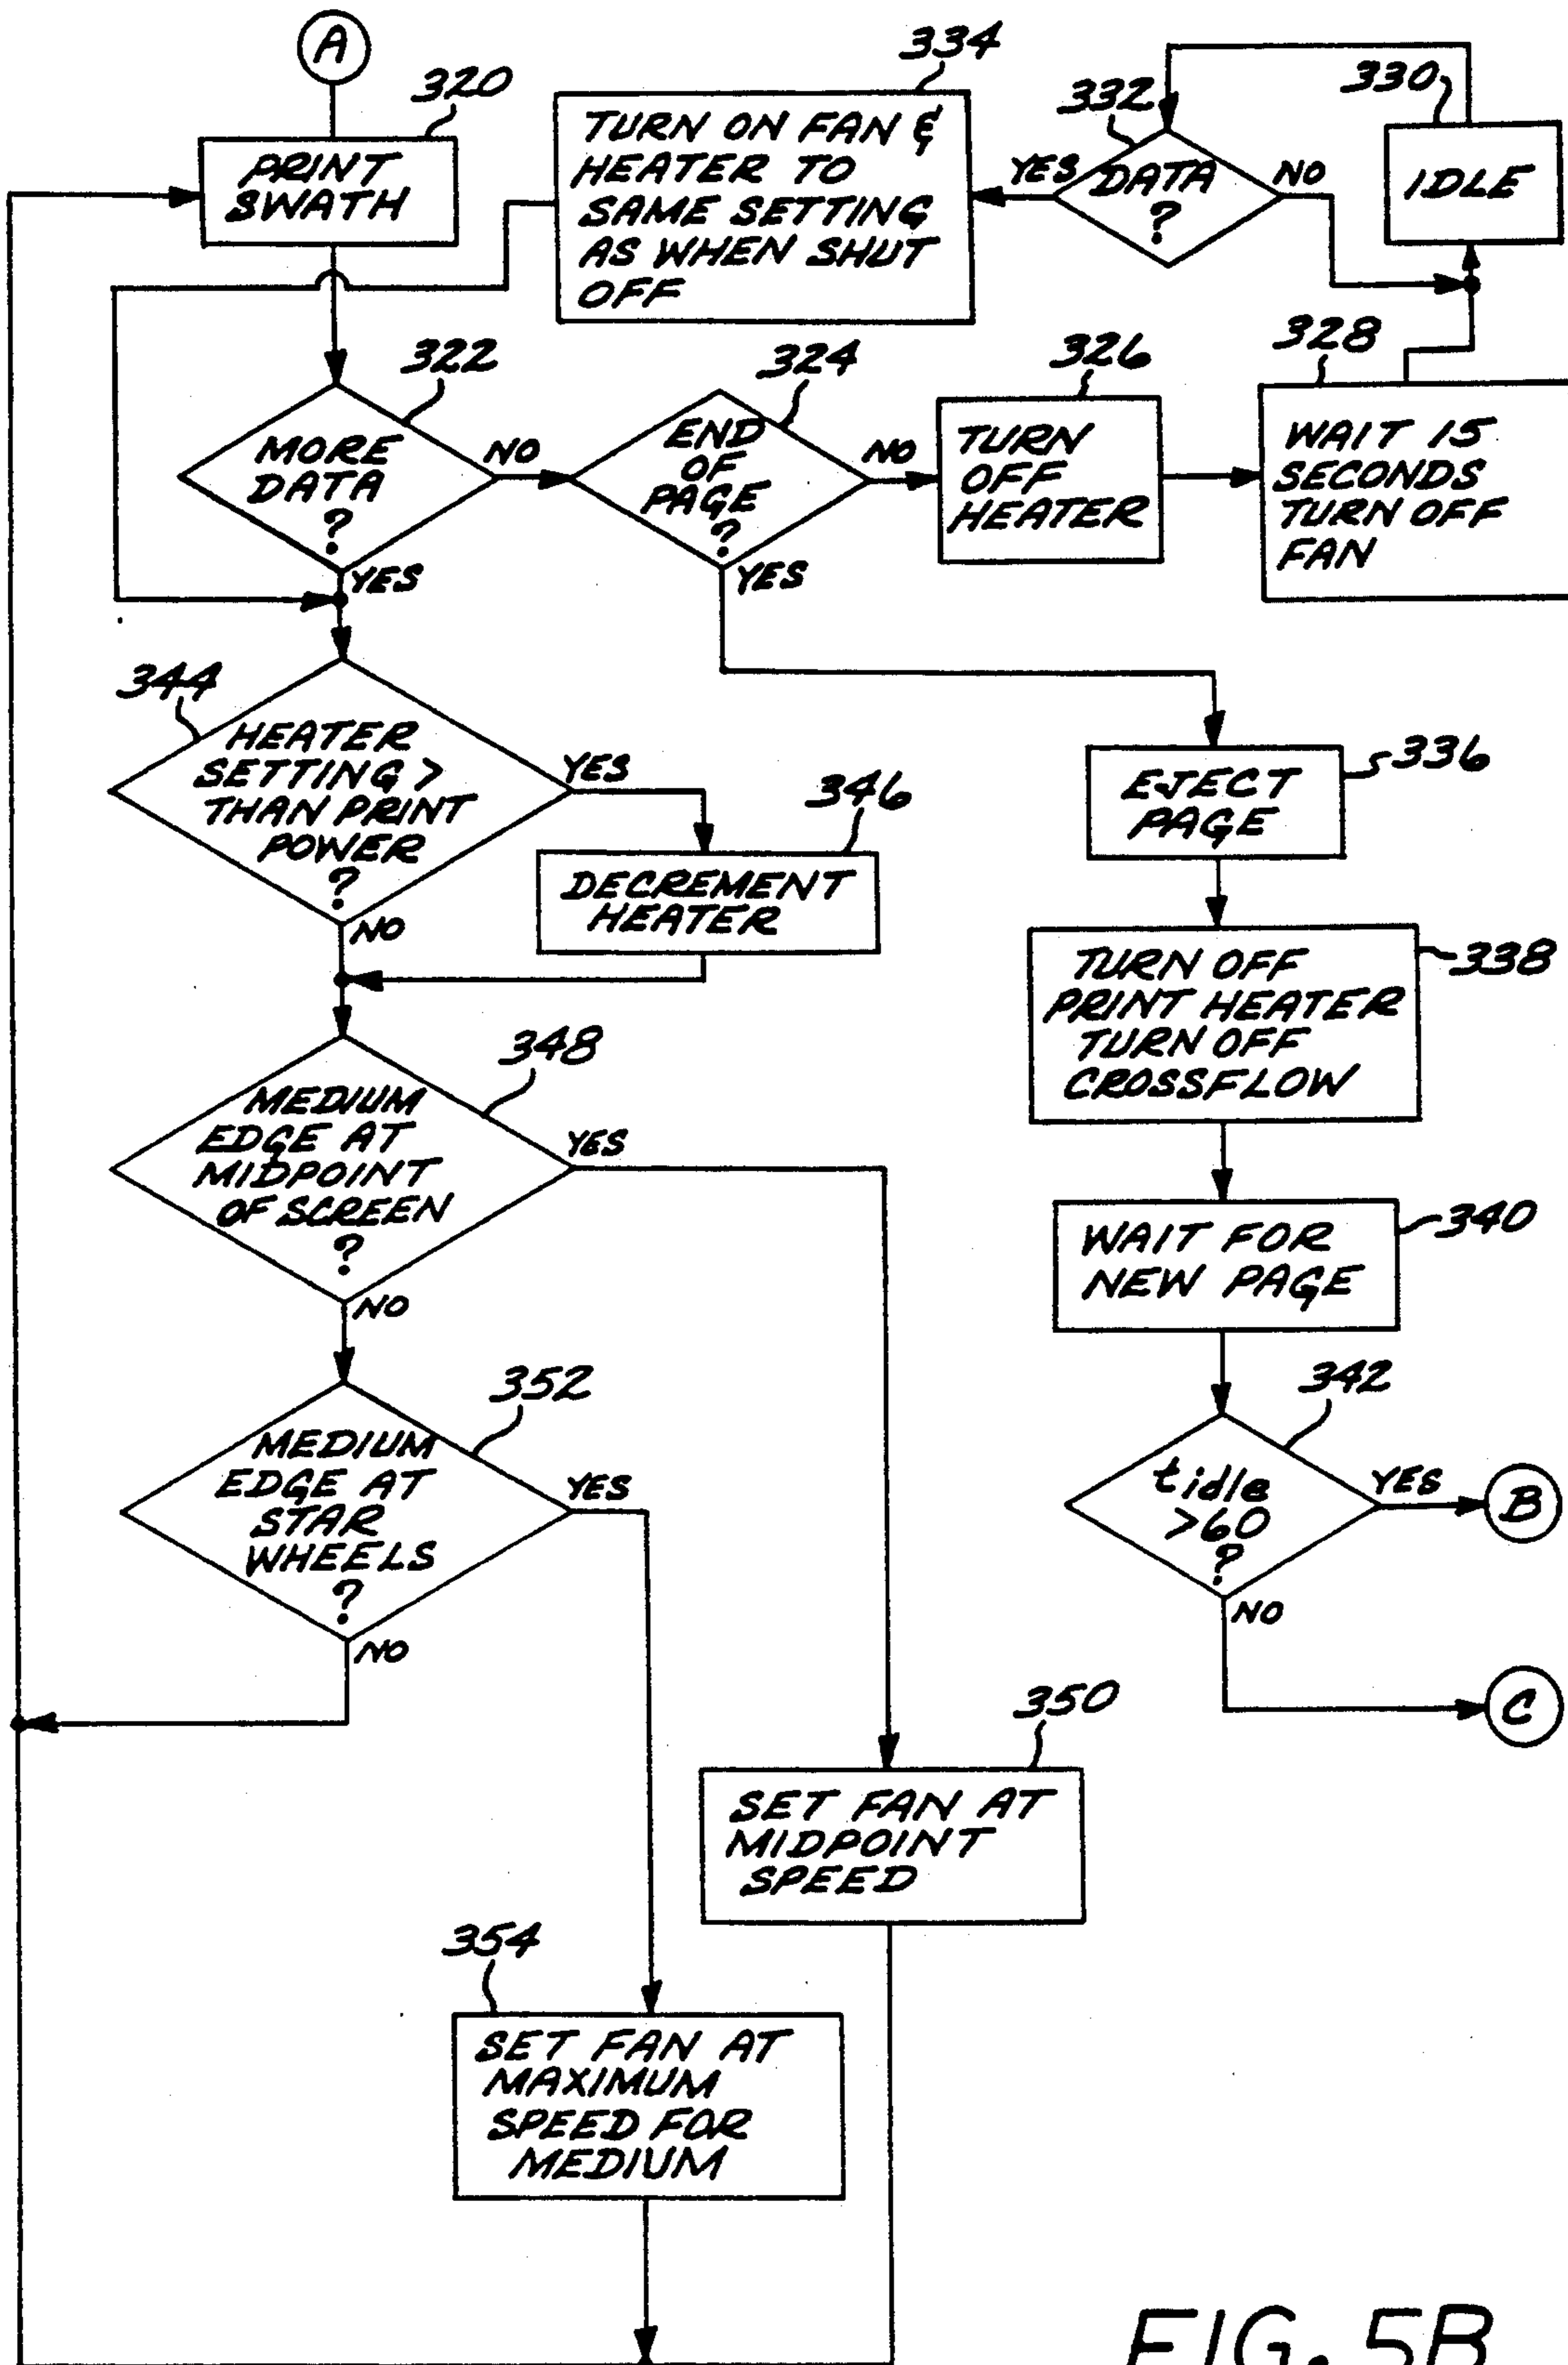 A
320
PRINT
SWATH
334
TURN ON FAN &
HEATER TO
SAME SETTING
AS WHEN SHUT
OFF
332
DATA
?
YES
NO
330
IDLE
322
MORE
DATA
?
NO
YES
324
END
OF
PAGE
?
NO
YES
326
TURN
OFF
HEATER
328
WAIT 15
SECONDS
TURN OFF
FAN
344
HEATER
SETTING >
THAN PRINT
POWER
?
YES
NO
346
DECREMENT
HEATER
336
EJECT
PAGE
338
TURN OFF
PRINT HEATER
TURN OFF
CROSSFLOW
348
MEDIUM
EDGE AT
MIDPOINT
OF SCREEN
?
YES
NO
340
WAIT FOR
NEW PAGE
352
MEDIUM
EDGE AT
STAR
WHEELS
?
YES
NO
342
tidle
>60
?
YES
B
NO
C
350
SET FAN AT
MIDPOINT
SPEED
354
SET FAN AT
MAXIMUM
SPEED FOR
MEDIUM
FIG. 5B